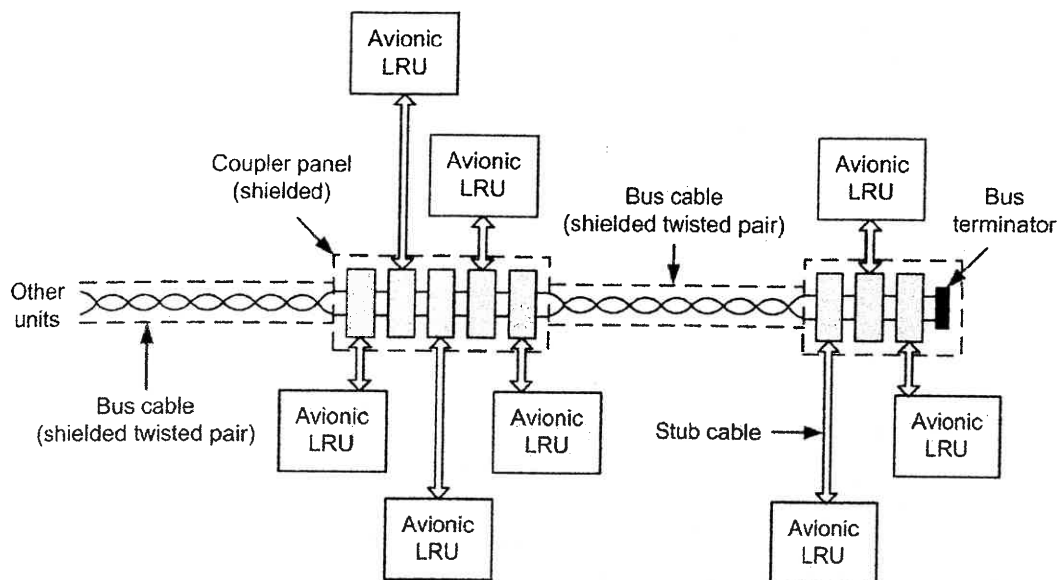 Avionic
LRU
Coupler panel
(shielded)
Avionic
LRU
Bus cable
(shielded twisted pair)
Avionic
LRU
Bus
terminator
Other
units
Bus cable
(shielded twisted pair)
Avionic
LRU
Avionic
LRU
Stub cable
Avionic
LRU
Avionic
LRU
Avionic
LRU